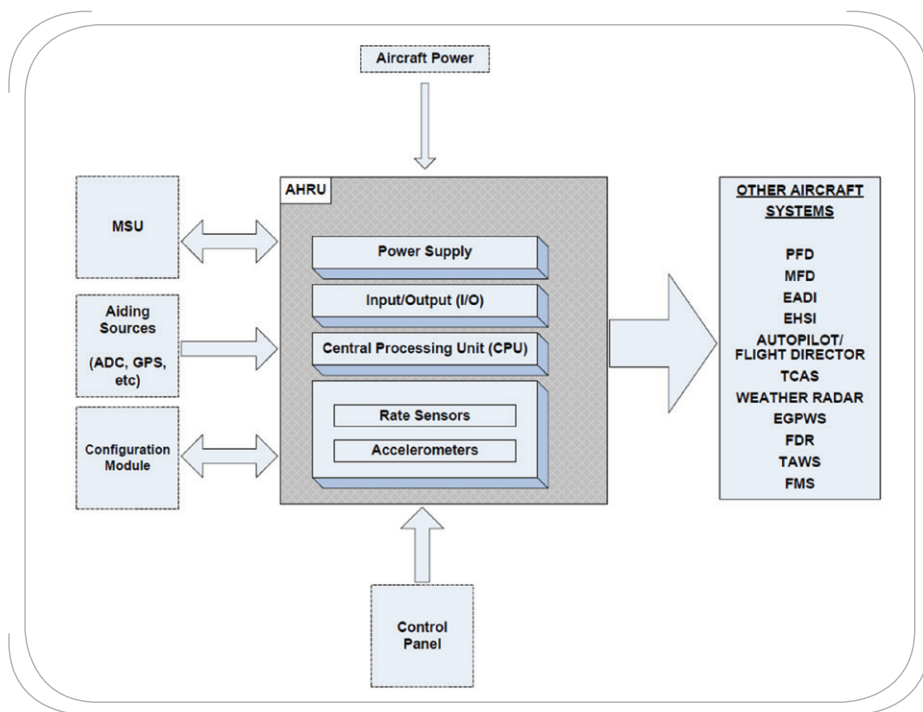 Aircraft Power
AHRU
MSU
Power Supply
Input/Output (I/O)
Central Processing Unit (CPU)
Rate Sensors
Accelerometers
Aiding
Sources
(ADC, GPS,
etc)
Configuration
Module
Control
Panel
OTHER AIRCRAFT
SYSTEMS
PFD
MFD
EADI
EHSI
AUTOPILOT/
FLIGHT DIRECTOR
TCAS
WEATHER RADAR
EGPWS
FDR
TAWS
FMS